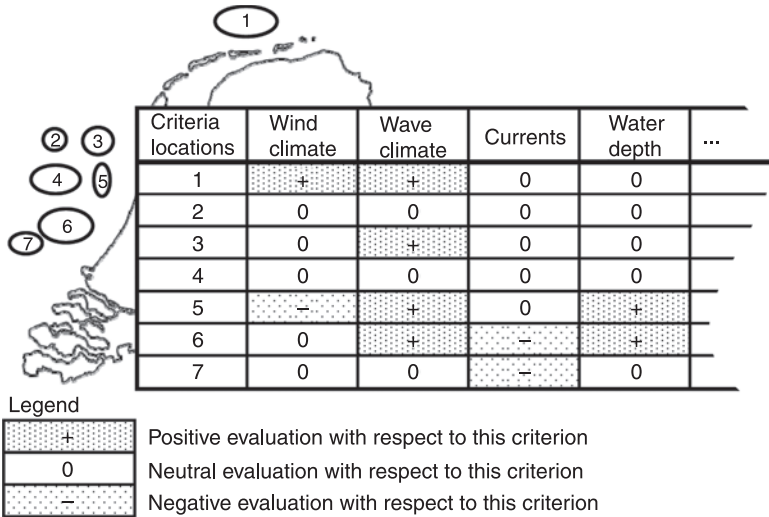 1
2
3
4
5
6
7
Criteria locations Wind climate Wave climate Currents Water depth ...
1 + + 0 0
2 0 0 0 0
3 0 + 0 0
4 0 0 0 0
5 – + 0 +
6 0 + – +
7 0 0 – 0
Legend
+ Positive evaluation with respect to this criterion
0 Neutral evaluation with respect to this criterion
– Negative evaluation with respect to this criterion